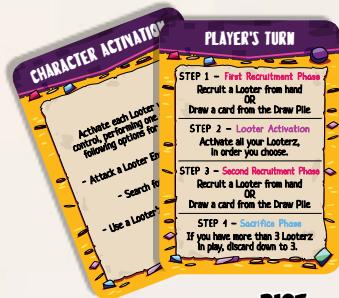 CHARACTER ACTIVATION
Activate each Looter
control, performing one
following options for
- Attack a Looter
- Search
- Use a Looter
PLAYER'S TURN
STEP 1 - First Recruitment Phase
Recruit a Looter from hand
OR
Draw a card from the Draw Pile
STEP 2 - Looter Activation
Activate all your Looterz,
in order you choose.
STEP 3 - Second Recruitment Phase
Recruit a Looter from hand
OR
Draw a card from the Draw Pile
STEP 4 - Sacrifice Phase
If you have more than 3 Looterz
in play, discard down to 3.